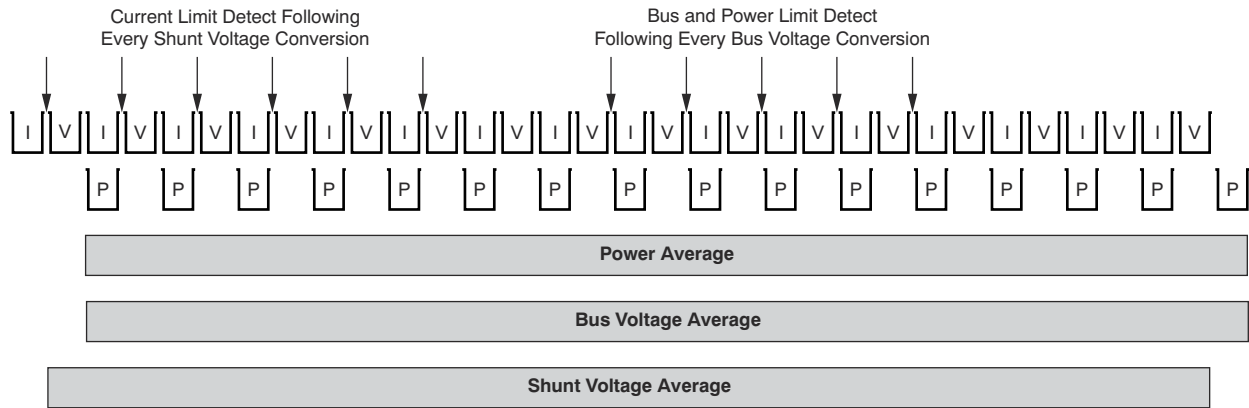 Current Limit Detect Following
Every Shunt Voltage Conversion
Bus and Power Limit Detect
Following Every Bus Voltage Conversion
I V I V I V I V I V I V I V I V I V I V I V I V I V I V I V I V
P P P P P P P P P P P P P P P P
Power Average
Bus Voltage Average
Shunt Voltage Average